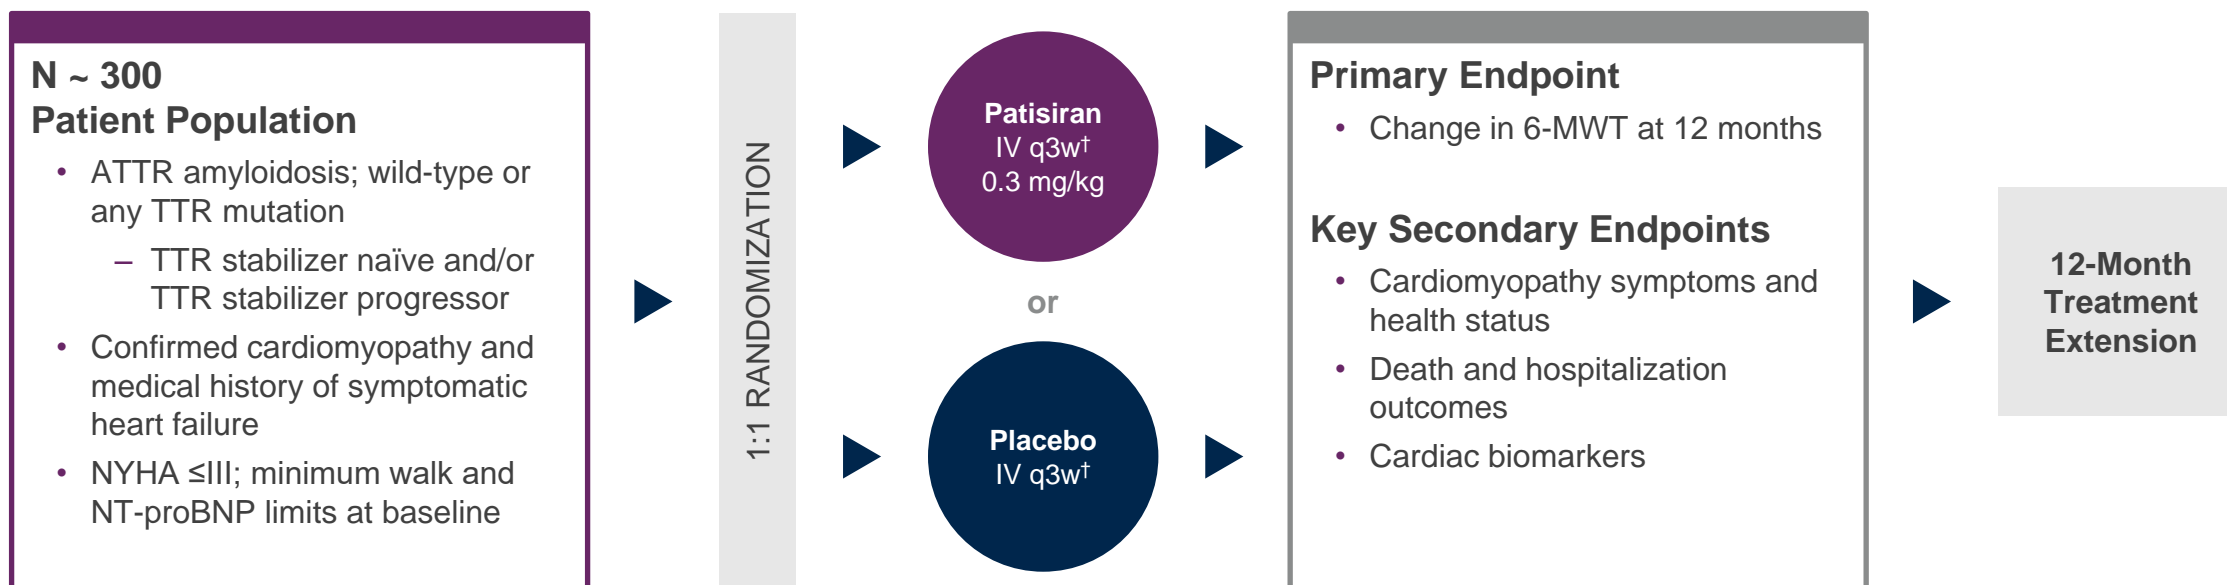 N ~ 300
Patient Population
• ATTR amyloidosis; wild-type or
any TTR mutation
– TTR stabilizer naïve and/or
TTR stabilizer progressor
• Confirmed cardiomyopathy and
medical history of symptomatic
heart failure
• NYHA ≤III; minimum walk and
NT-proBNP limits at baseline
1:1 RANDOMIZATION
Patisiran
IV q3w†
0.3 mg/kg
or
Placebo
IV q3w†
Primary Endpoint
• Change in 6-MWT at 12 months
Key Secondary Endpoints
• Cardiomyopathy symptoms and
health status
• Death and hospitalization
outcomes
• Cardiac biomarkers
12-Month
Treatment
Extension